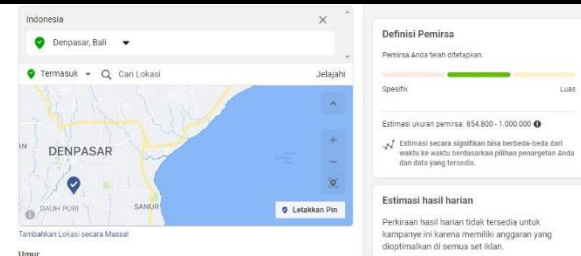 Indonesia
Denpasar, Bali
Termasuk
Cari Lokasi
Jelajahi
DENPASAR
DAUH PURI
SANUR
Letakkan Pin
Tambahkan Lokasi secara Massal
Umur
Definisi Pemirsa
Pemirsa Anda telah ditetapkan.
Spesifik
Luas
Estimasi ukuran pemirsa: 854.800 - 1.000.000
Estimasi secara signifikan bisa berbeda-beda dari
waktu ke waktu berdasarkan pilihan penargetan Anda
dan data yang tersedia.
Estimasi hasil harian
Perkiraan hasil harian tidak tersedia untuk
kampanye ini karena memiliki anggaran yang
dioptimalkan di semua set iklan.